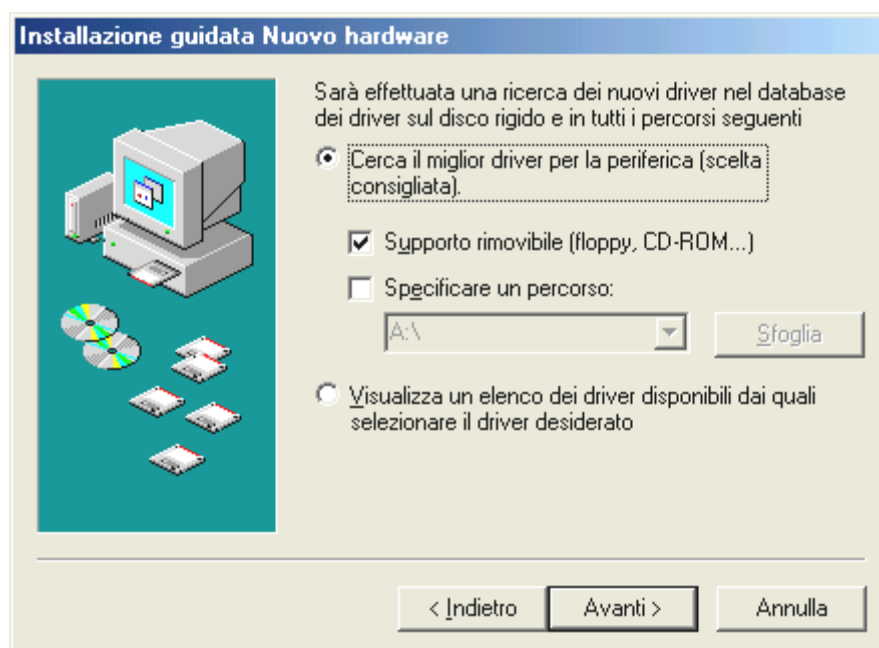 Installazione guidata Nuovo hardware
Sarà effettuata una ricerca dei nuovi driver nel database
dei driver sul disco rigido e in tutti i percorsi seguenti
Cerca il miglior driver per la periferica (scelta
consigliata).
Supporto rimovibile (floppy, CD-ROM...)
Specificare un percorso:
A:\
Sfoglia
Visualizza un elenco dei driver disponibili dai quali
selezionare il driver desiderato
< Indietro
Avanti >
Annulla